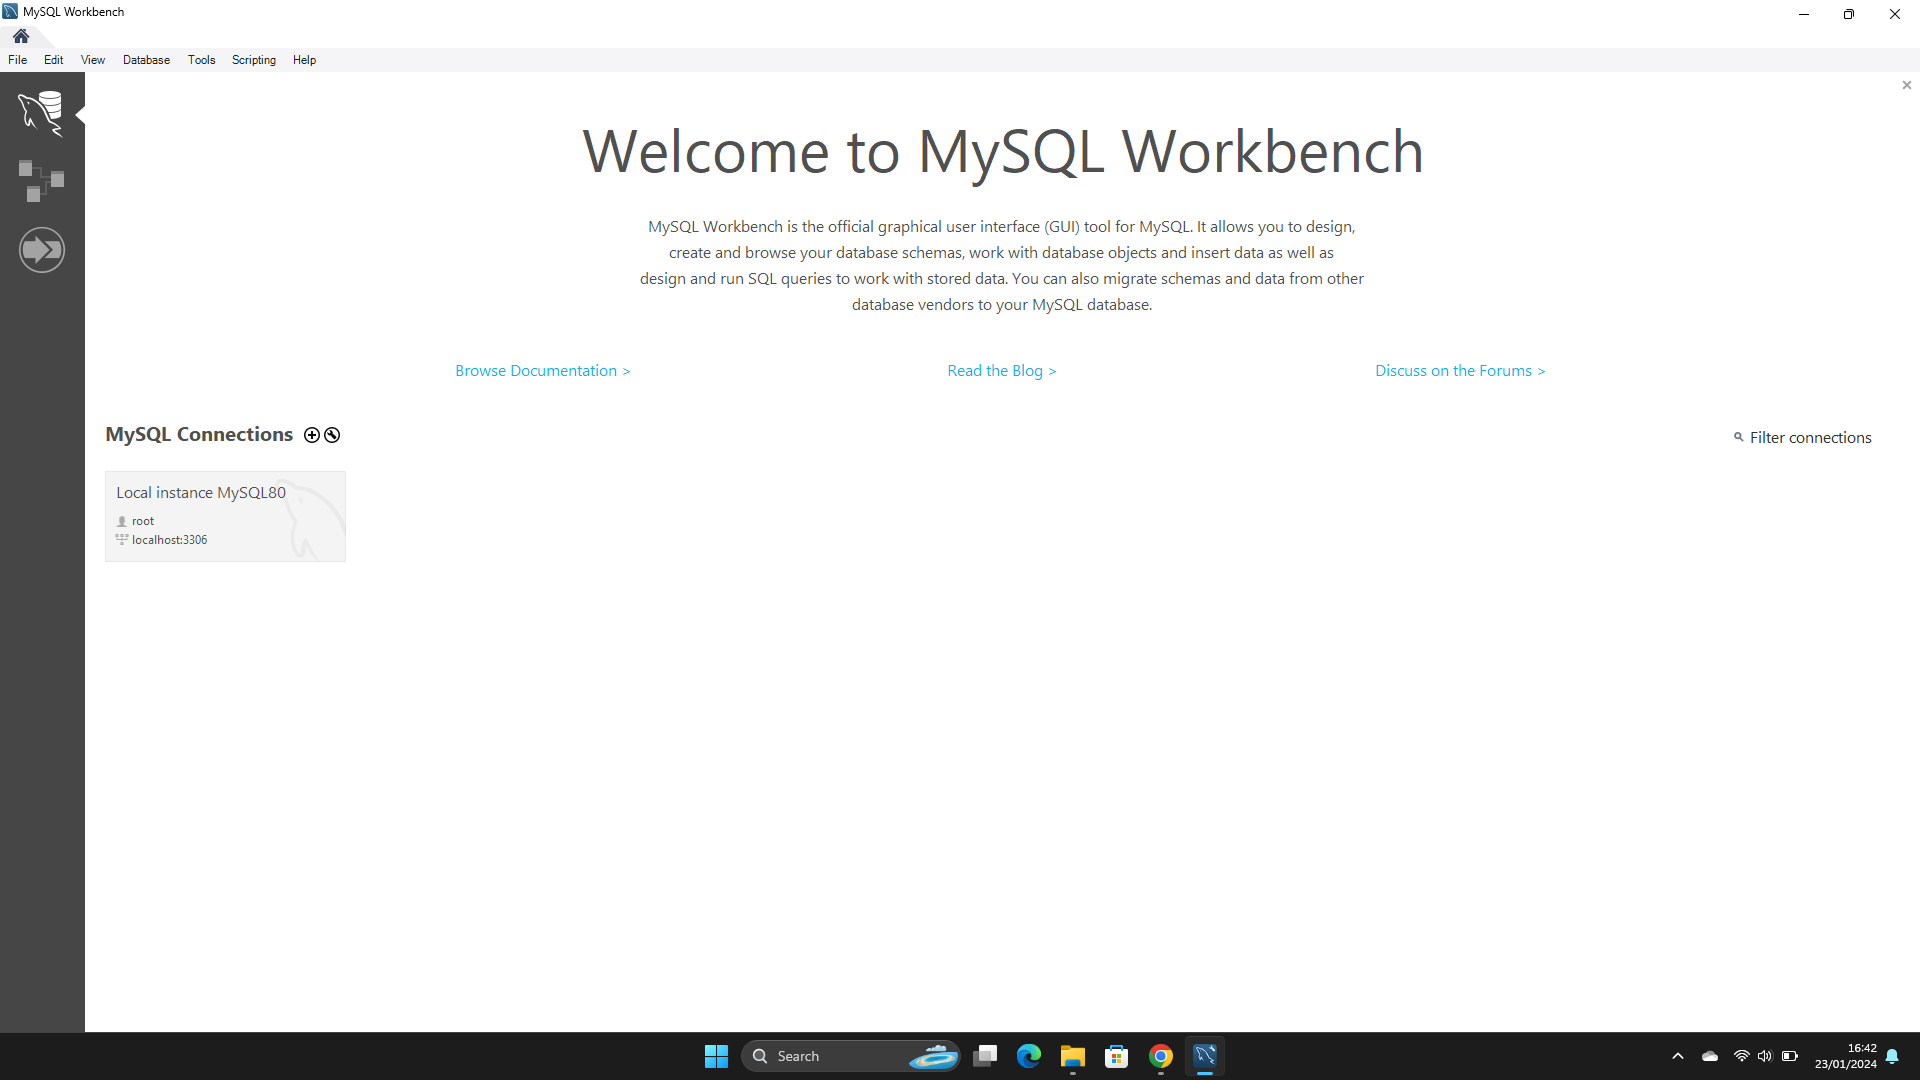 MySQL Workbench
File Edit View Database Tools Scripting Help
Welcome to MySQL Workbench
MySQL Workbench is the official graphical user interface (GUI) tool for MySQL. It allows you to design,
create and browse your database schemas, work with database objects and insert data as well as
design and run SQL queries to work with stored data. You can also migrate schemas and data from other
database vendors to your MySQL database.
Browse Documentation > Read the Blog > Discuss on the Forums >
MySQL Connections Filter connections
Local instance MySQL80
root
localhost:3306
Search
16:42
23/01/2024